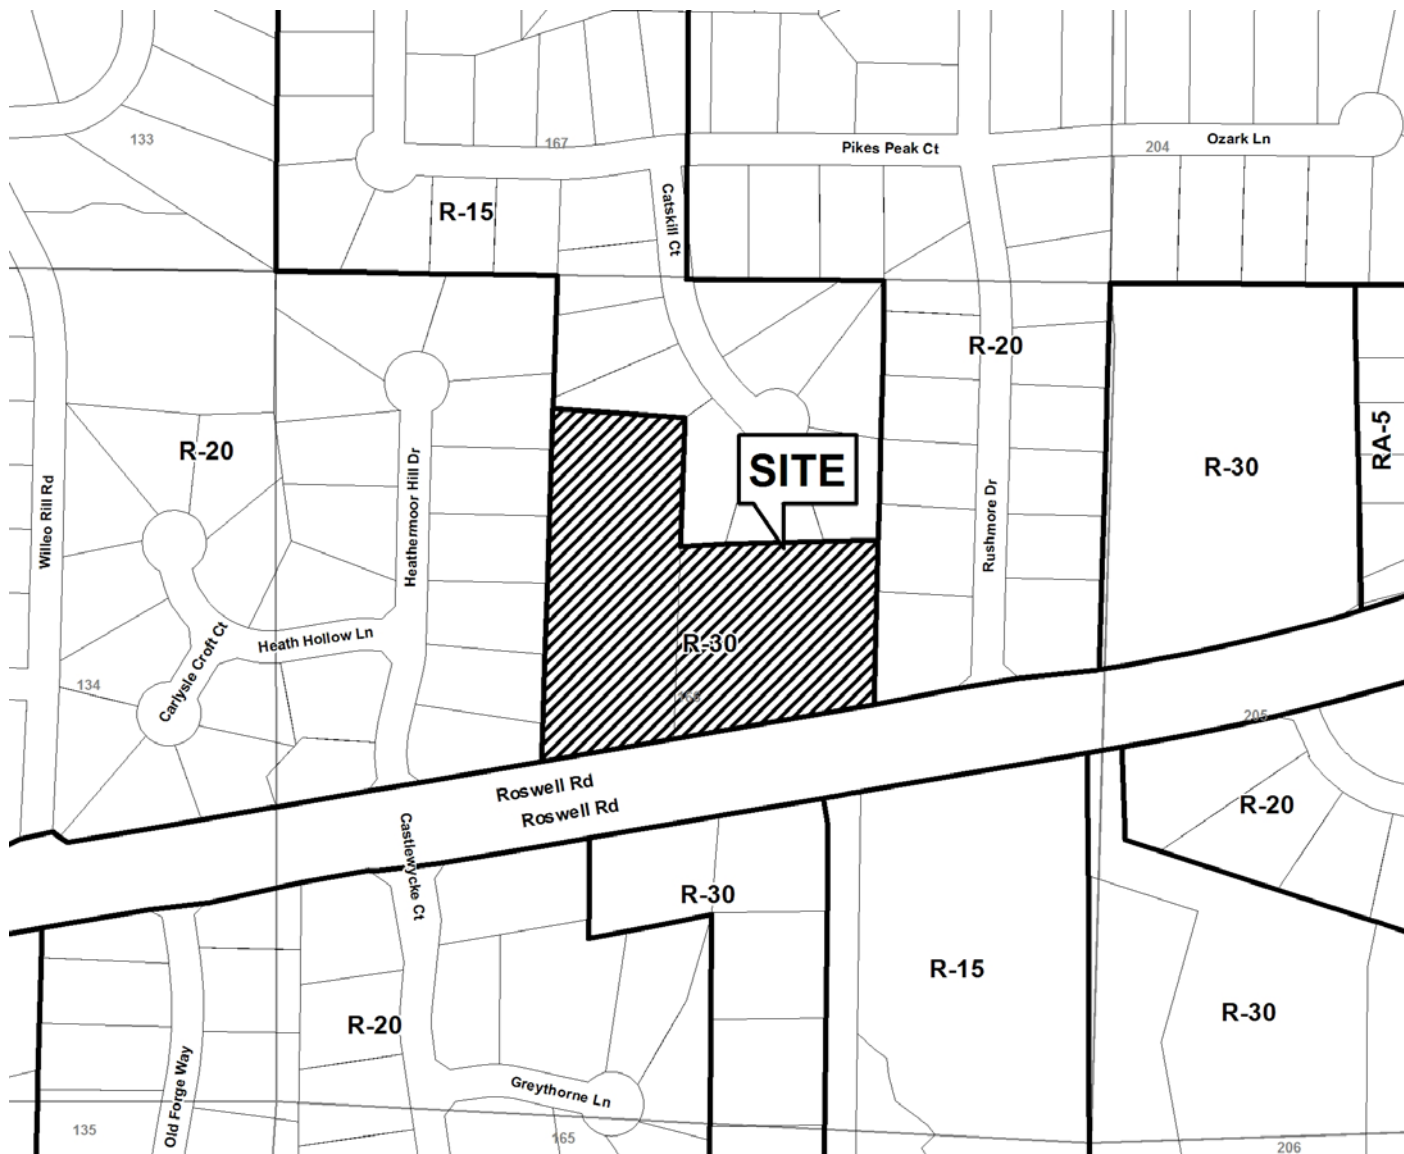 133
167
Pikes Peak Ct
204
Ozark Ln
R-15
Catskill Ct
R-20
RA-5
R-20
SITE
R-30
Willeo Rill Rd
Heathermoor Hill Dr
Rushmore Dr
Carlysle Croft Ct
Heath Hollow Ln
R-30
134
205
Roswell Rd
Roswell Rd
R-20
Castlewycke Ct
R-30
R-15
R-20
R-30
Old Forge Way
Greythorne Ln
135
165
206